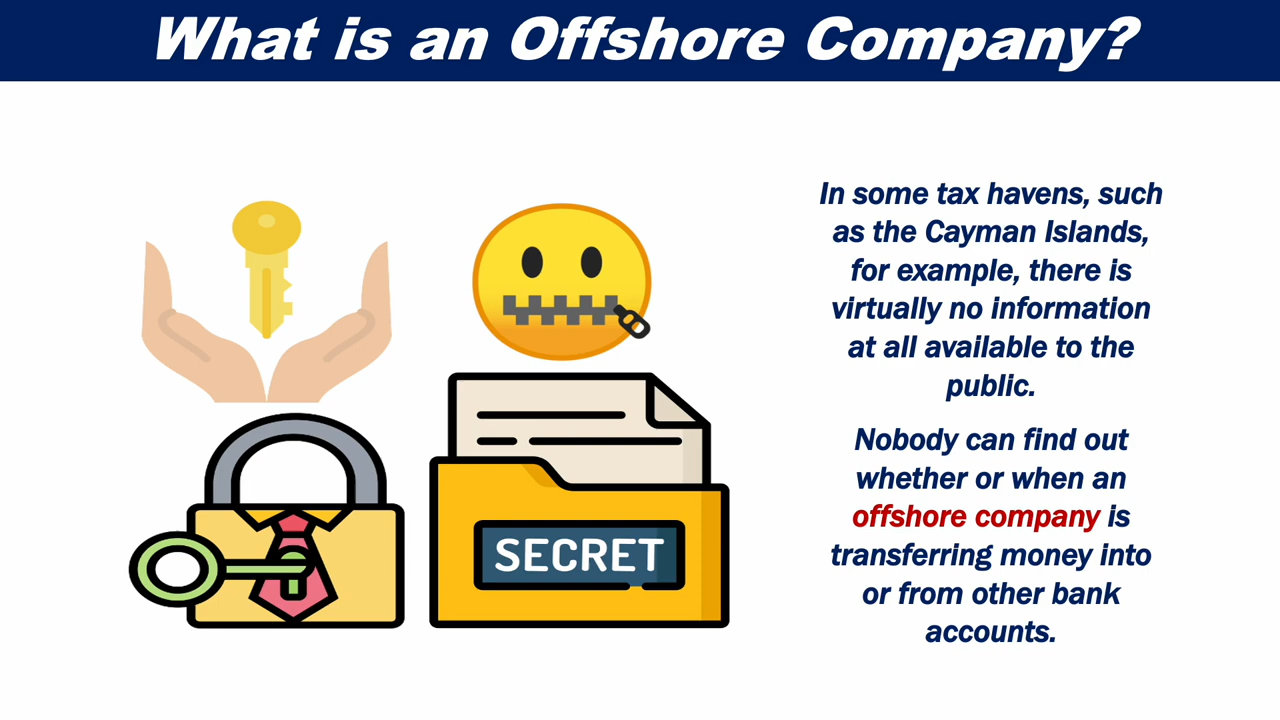 What is an Offshore Company?
In some tax havens, such
as the Cayman Islands,
for example, there is
virtually no information
at all available to the
public.
Nobody can find out
whether or when an
offshore company is
transferring money into
or from other bank
accounts.
SECRET